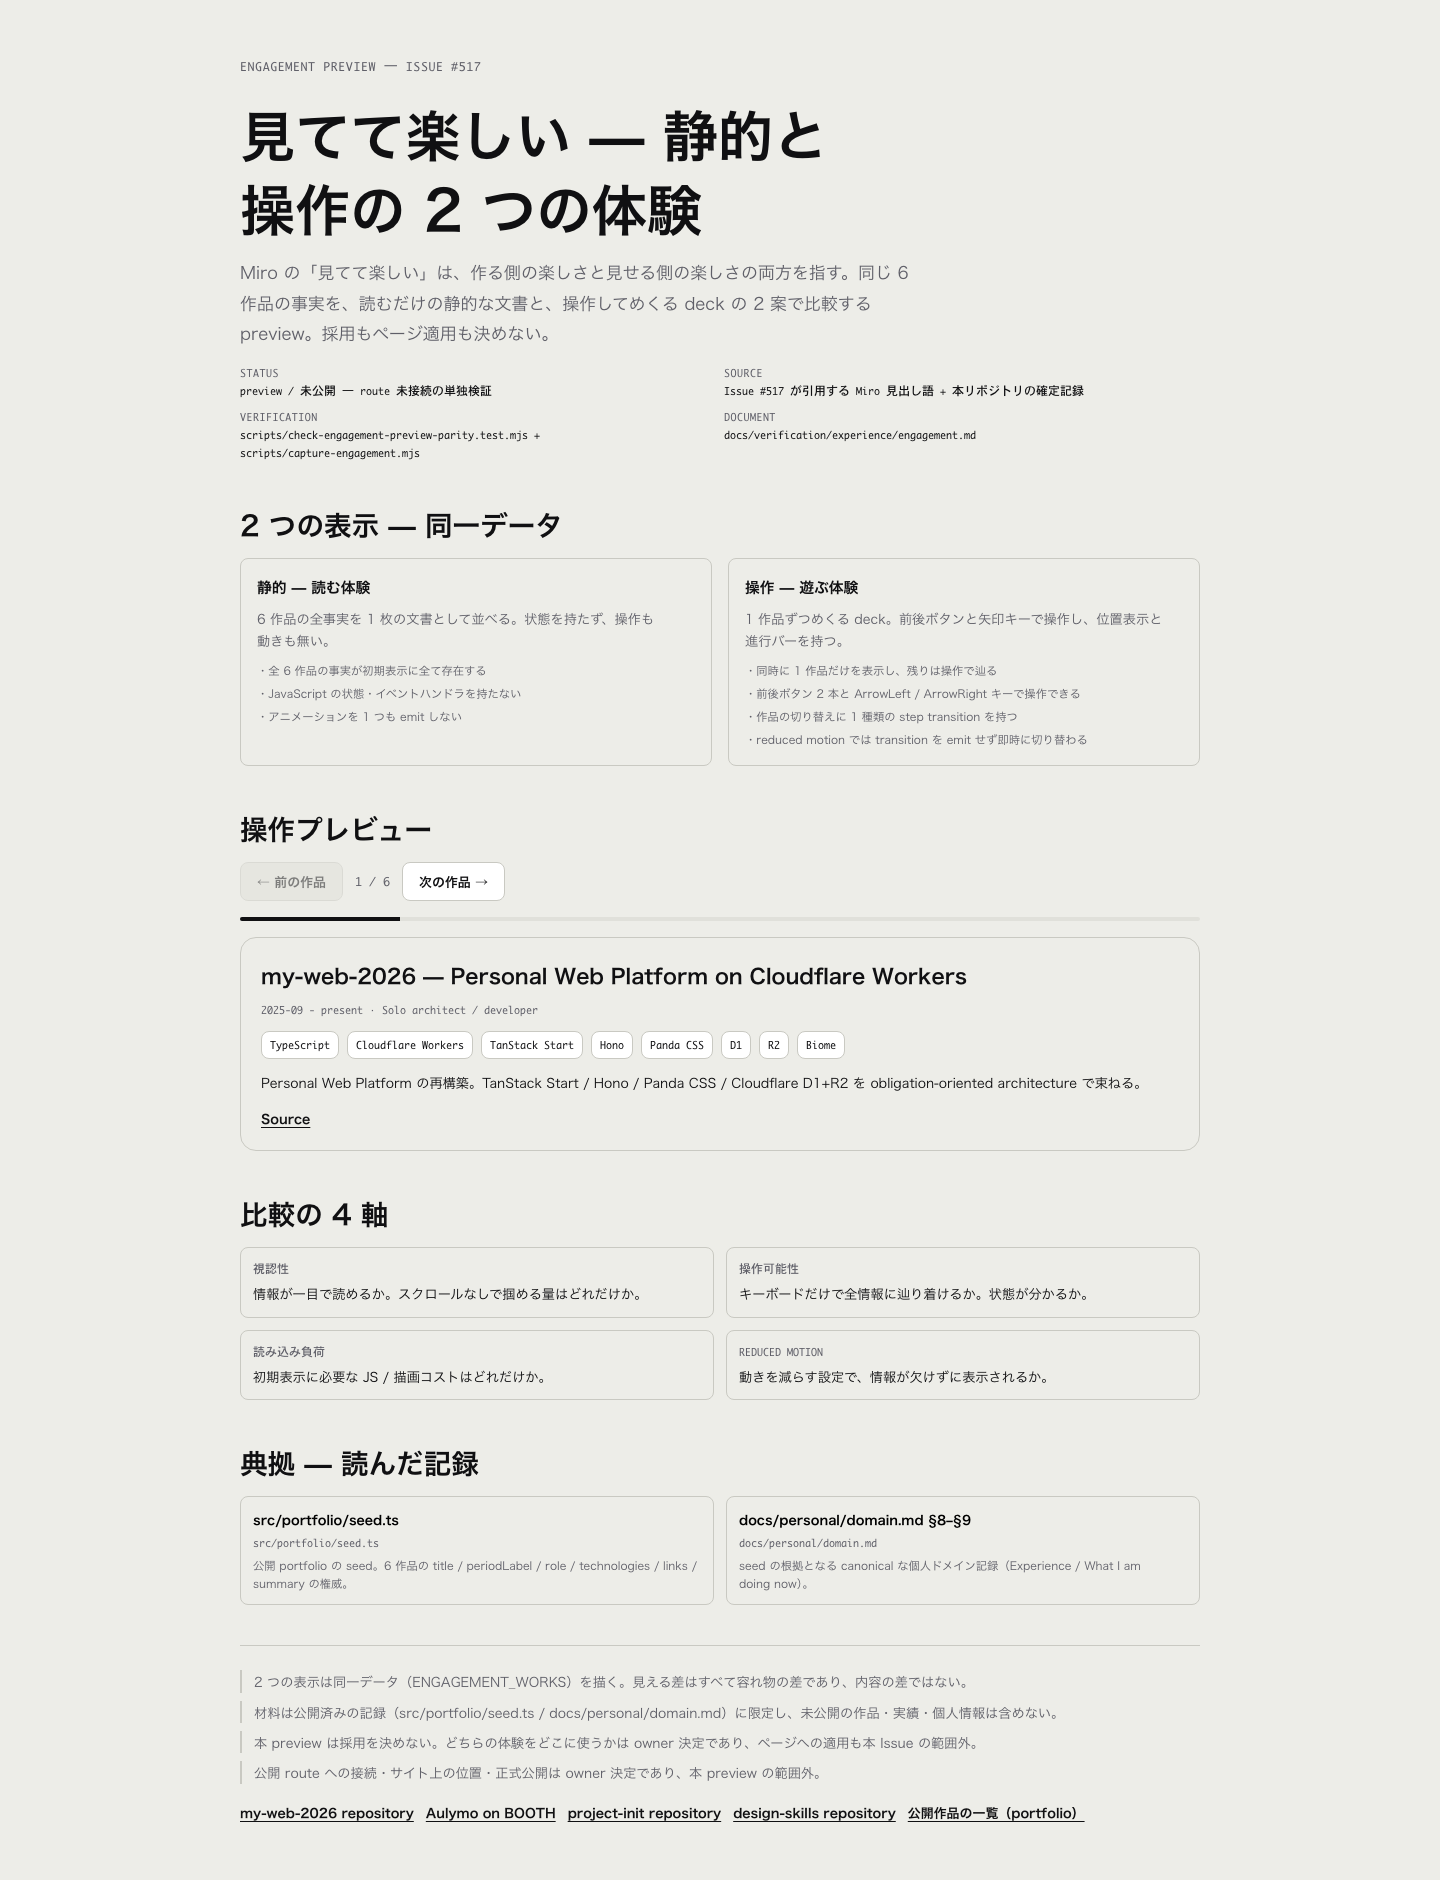 ENGAGEMENT PREVIEW — ISSUE #517
見てて楽しい — 静的と
操作の 2 つの体験
Miro の「見てて楽しい」は、作る側の楽しさと見せる側の楽しさの両方を指す。同じ 6
作品の事実を、読むだけの静的な文書と、操作してめくる deck の 2 案で比較する
preview。採用もページ適用も決めない。
STATUS
preview / 未公開 — route 未接続の単独検証
SOURCE
Issue #517 が引用する Miro 見出し語 + 本リポジトリの確定記録
VERIFICATION
scripts/check-engagement-preview-parity.test.mjs +
scripts/capture-engagement.mjs
DOCUMENT
docs/verification/experience/engagement.md
2 つの表示 — 同一データ
静的 — 読む体験
6 作品の全事実を 1 枚の文書として並べる。状態を持たず、操作も
動きも無い。
・全 6 作品の事実が初期表示に全て存在する
・JavaScript の状態・イベントハンドラを持たない
・アニメーションを 1 つも emit しない
操作 — 遊ぶ体験
1 作品ずつめくる deck。前後ボタンと矢印キーで操作し、位置表示と
進行バーを持つ。
・同時に 1 作品だけを表示し、残りは操作で辿る
・前後ボタン 2 本と ArrowLeft / ArrowRight キーで操作できる
・作品の切り替えに 1 種類の step transition を持つ
・reduced motion では transition を emit せず即時に切り替わる
操作プレビュー
← 前の作品
1 / 6
次の作品 →
my-web-2026 — Personal Web Platform on Cloudflare Workers
2025-09 - present · Solo architect / developer
TypeScript
Cloudflare Workers
TanStack Start
Hono
Panda CSS
D1
R2
Biome
Personal Web Platform の再構築。TanStack Start / Hono / Panda CSS / Cloudflare D1+R2 を obligation-oriented architecture で束ねる。
Source
比較の 4 軸
視認性
情報が一目で読めるか。スクロールなしで掴める量はどれだけか。
操作可能性
キーボードだけで全情報に辿り着けるか。状態が分かるか。
読み込み負荷
初期表示に必要な JS / 描画コストはどれだけか。
REDUCED MOTION
動きを減らす設定で、情報が欠けずに表示されるか。
典拠 — 読んだ記録
src/portfolio/seed.ts
src/portfolio/seed.ts
公開 portfolio の seed。6 作品の title / periodLabel / role / technologies / links /
summary の権威。
docs/personal/domain.md §8–§9
docs/personal/domain.md
seed の根拠となる canonical な個人ドメイン記録（Experience / What I am
doing now）。
2 つの表示は同一データ（ENGAGEMENT_WORKS）を描く。見える差はすべて容れ物の差であり、内容の差ではない。
材料は公開済みの記録（src/portfolio/seed.ts / docs/personal/domain.md）に限定し、未公開の作品・実績・個人情報は含めない。
本 preview は採用を決めない。どちらの体験をどこに使うかは owner 決定であり、ページへの適用も本 Issue の範囲外。
公開 route への接続・サイト上の位置・正式公開は owner 決定であり、本 preview の範囲外。
my-web-2026 repository
Aulymo on BOOTH
project-init repository
design-skills repository
公開作品の一覧（portfolio）